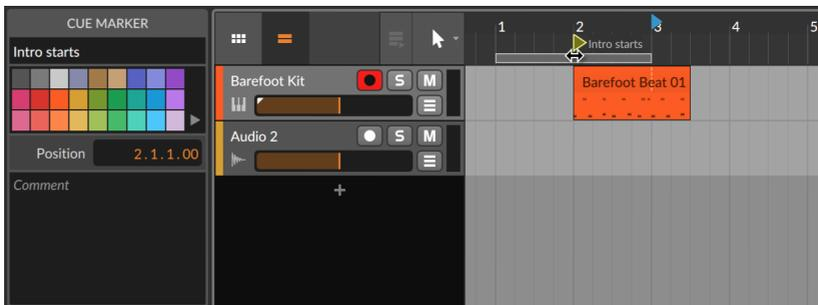 CUE MARKER
Intro starts
Position 2.1.1.00
Comment
1 2 3 4 5
Intro starts
Barefoot Kit S M
Barefoot Beat 01
Audio 2 S M
+